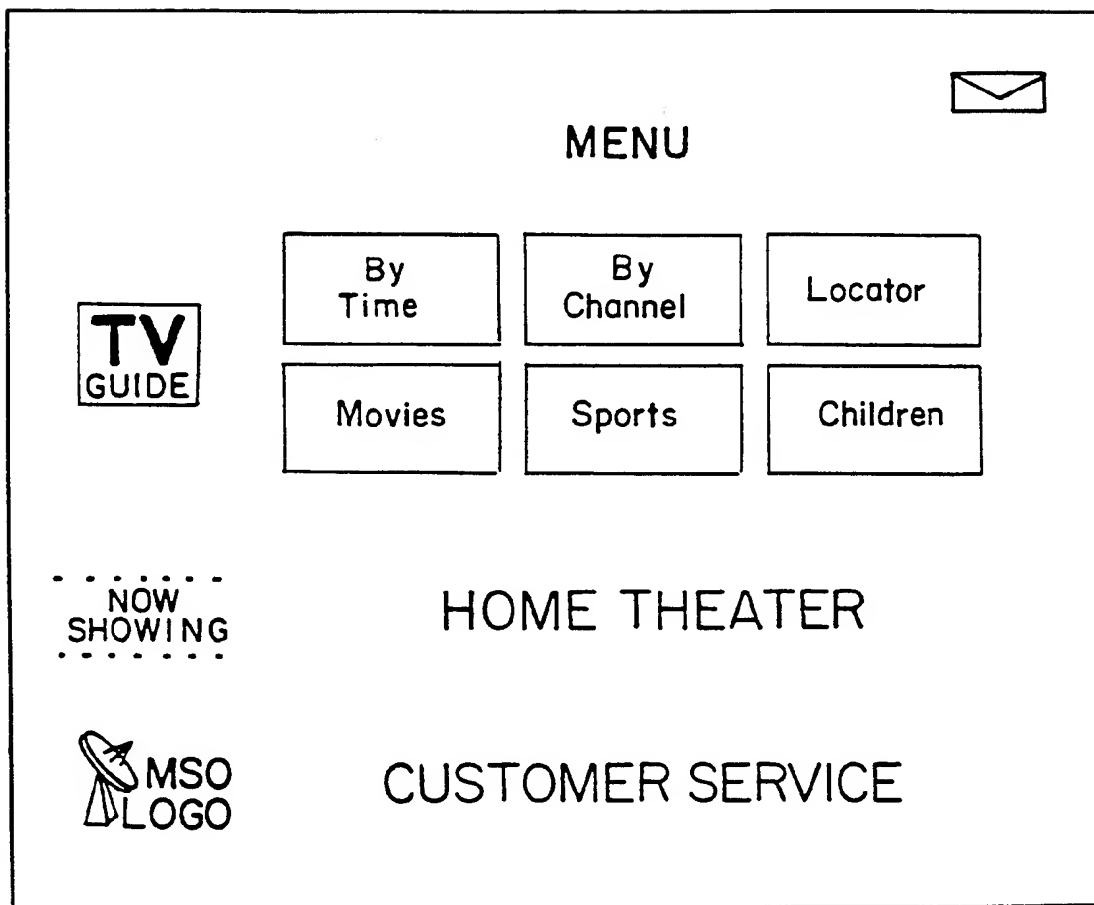 MENU
By
Time
By
Channel
Locator
TV
GUIDE
Movies
Sports
Children
NOW
SHOWING
HOME THEATER
MSO
LOGO
CUSTOMER SERVICE